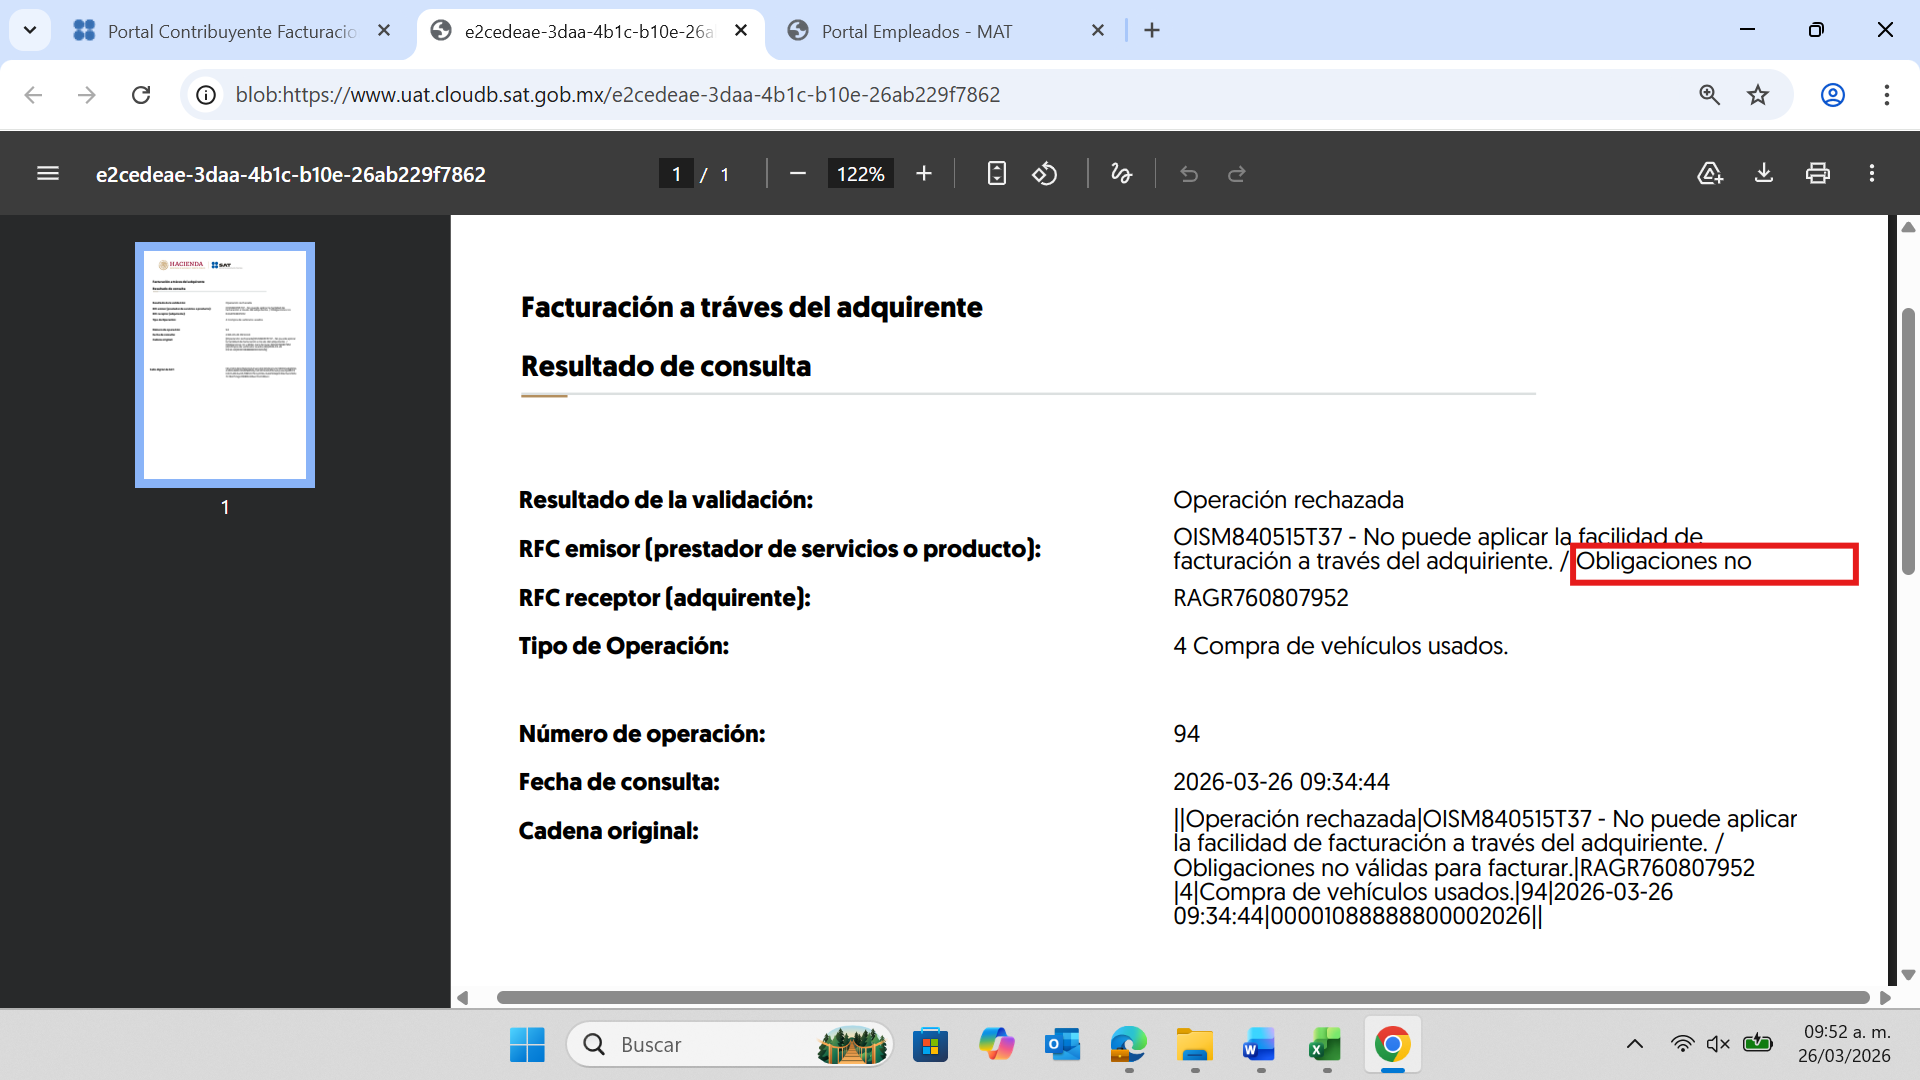 Portal Contribuyente Facturacio
e2cedeae-3daa-4b1c-b10e-26a
Portal Empleados - MAT
blob:https://www.uat.cloudb.sat.gob.mx/e2cedeae-3daa-4b1c-b10e-26ab229f7862
e2cedeae-3daa-4b1c-b10e-26ab229f7862
1 / 1
122%
HACIENDA
SAT
1
Facturación a tráves del adquirente
Resultado de consulta
Resultado de la validación: Operación rechazada
RFC emisor (prestador de servicios o producto): OISM840515T37 - No puede aplicar la facilidad de
facturación a través del adquiriente. / Obligaciones no
RFC receptor (adquirente): RAGR760807952
Tipo de Operación: 4 Compra de vehículos usados.
Número de operación: 94
Fecha de consulta: 2026-03-26 09:34:44
Cadena original: ||Operación rechazada|OISM840515T37 - No puede aplicar
la facilidad de facturación a través del adquiriente. /
Obligaciones no válidas para facturar.|RAGR760807952
|4|Compra de vehículos usados.|94|2026-03-26
09:34:44|00001088888800002026||
Buscar
09:52 a. m.
26/03/2026